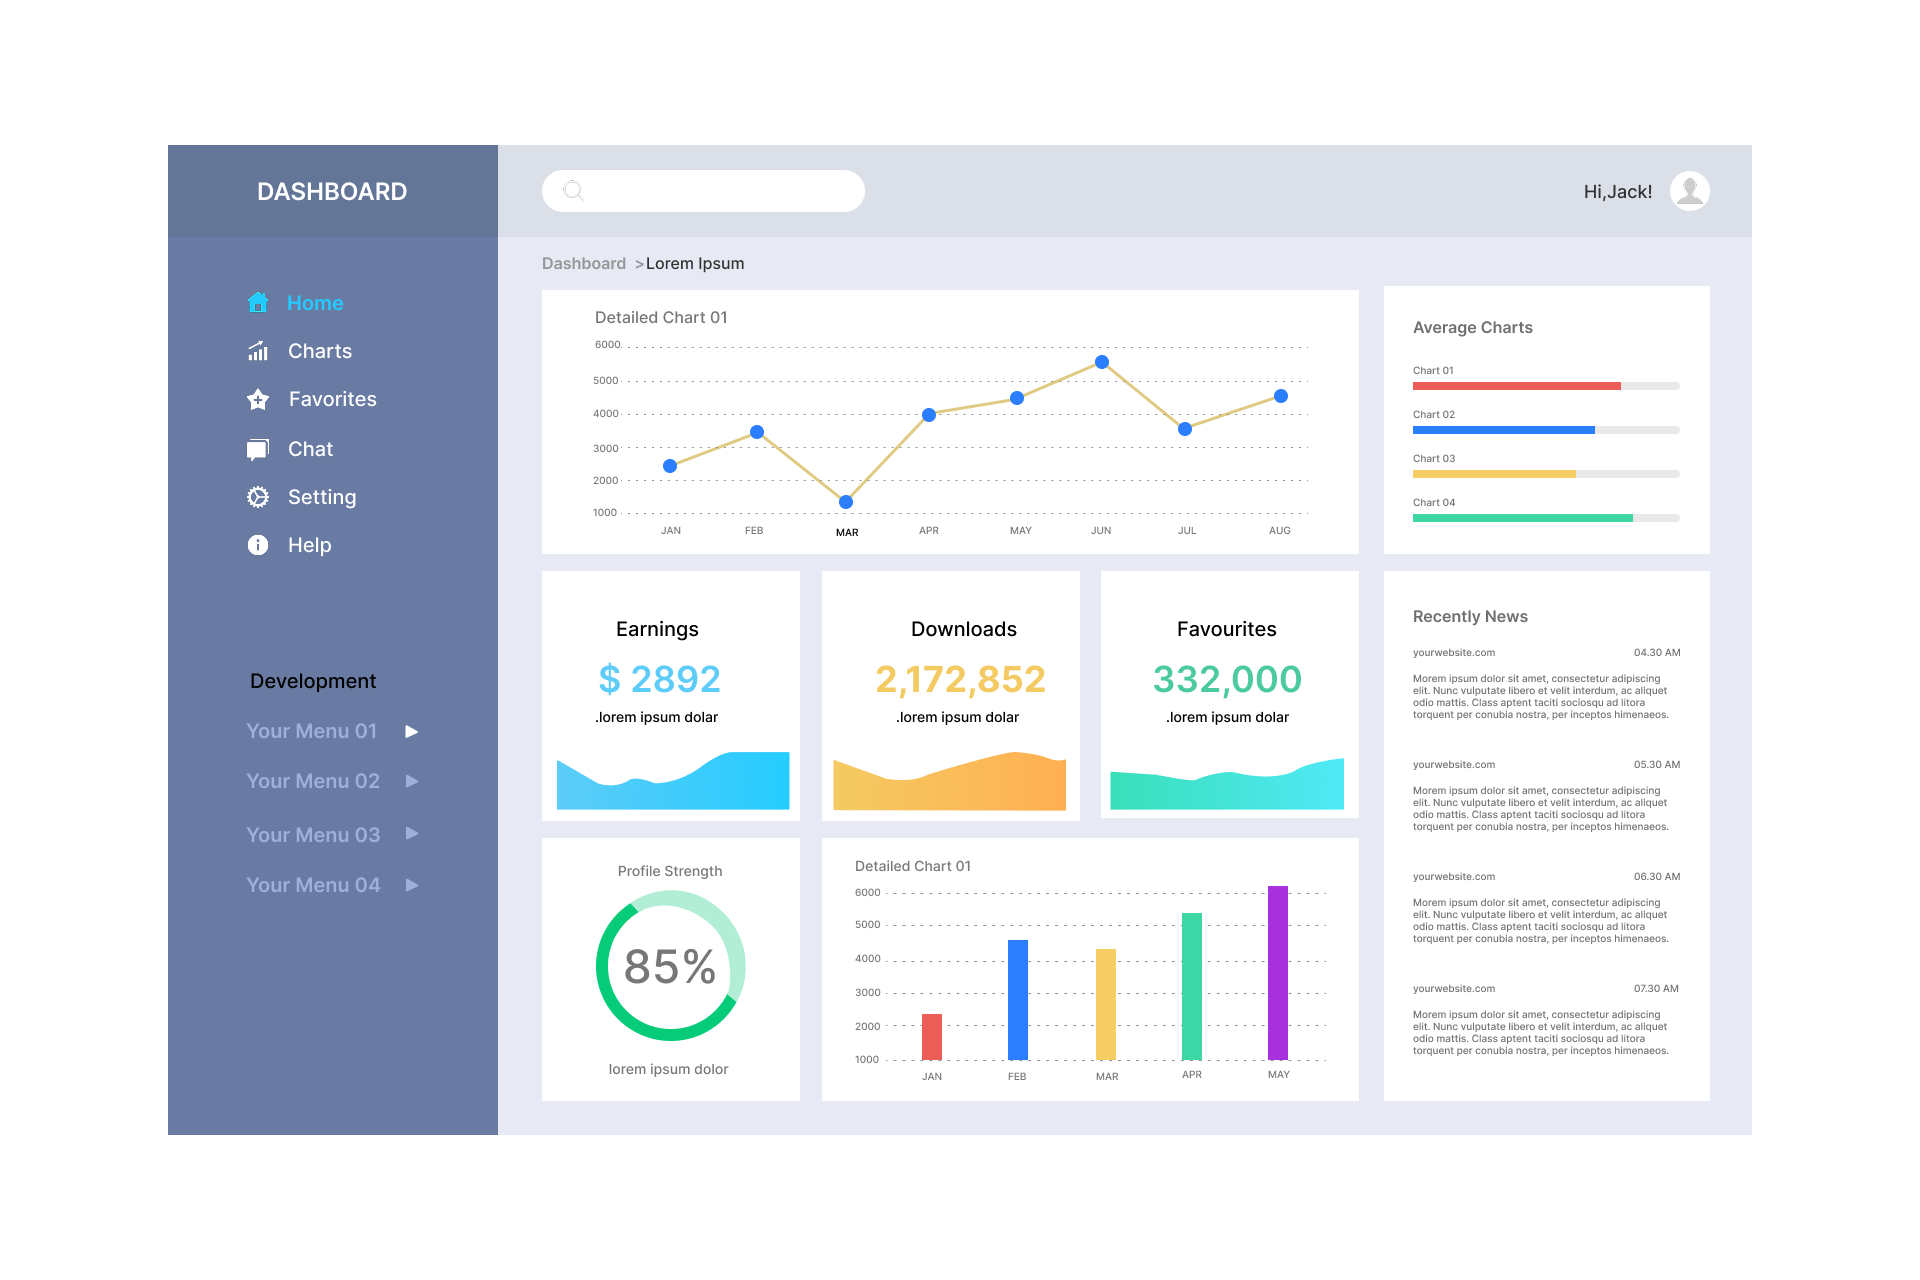 DASHBOARD
Home
Charts
Favorites
Chat
Setting
Help
Development
Your Menu 01
Your Menu 02
Your Menu 03
Your Menu 04
Hi,Jack!
Dashboard >Lorem Ipsum
Detailed Chart 01
6000
5000
4000
3000
2000
1000
JAN FEB MAR APR MAY JUN JUL AUG
Average Charts
Chart 01
Chart 02
Chart 03
Chart 04
Earnings
$ 2892
.lorem ipsum dolar
Downloads
2,172,852
.lorem ipsum dolar
Favourites
332,000
.lorem ipsum dolar
Profile Strength
85%
lorem ipsum dolor
Detailed Chart 01
6000
5000
4000
3000
2000
1000
JAN FEB MAR APR MAY
Recently News
yourwebsite.com 04.30 AM
Morem ipsum dolor sit amet, consectetur adipiscing
elit. Nunc vulputate libero et velit interdum, ac aliquet
odio mattis. Class aptent taciti sociosqu ad litora
torquent per conubia nostra, per inceptos himenaeos.
yourwebsite.com 05.30 AM
Morem ipsum dolor sit amet, consectetur adipiscing
elit. Nunc vulputate libero et velit interdum, ac aliquet
odio mattis. Class aptent taciti sociosqu ad litora
torquent per conubia nostra, per inceptos himenaeos.
yourwebsite.com 06.30 AM
Morem ipsum dolor sit amet, consectetur adipiscing
elit. Nunc vulputate libero et velit interdum, ac aliquet
odio mattis. Class aptent taciti sociosqu ad litora
torquent per conubia nostra, per inceptos himenaeos.
yourwebsite.com 07.30 AM
Morem ipsum dolor sit amet, consectetur adipiscing
elit. Nunc vulputate libero et velit interdum, ac aliquet
odio mattis. Class aptent taciti sociosqu ad litora
torquent per conubia nostra, per inceptos himenaeos.